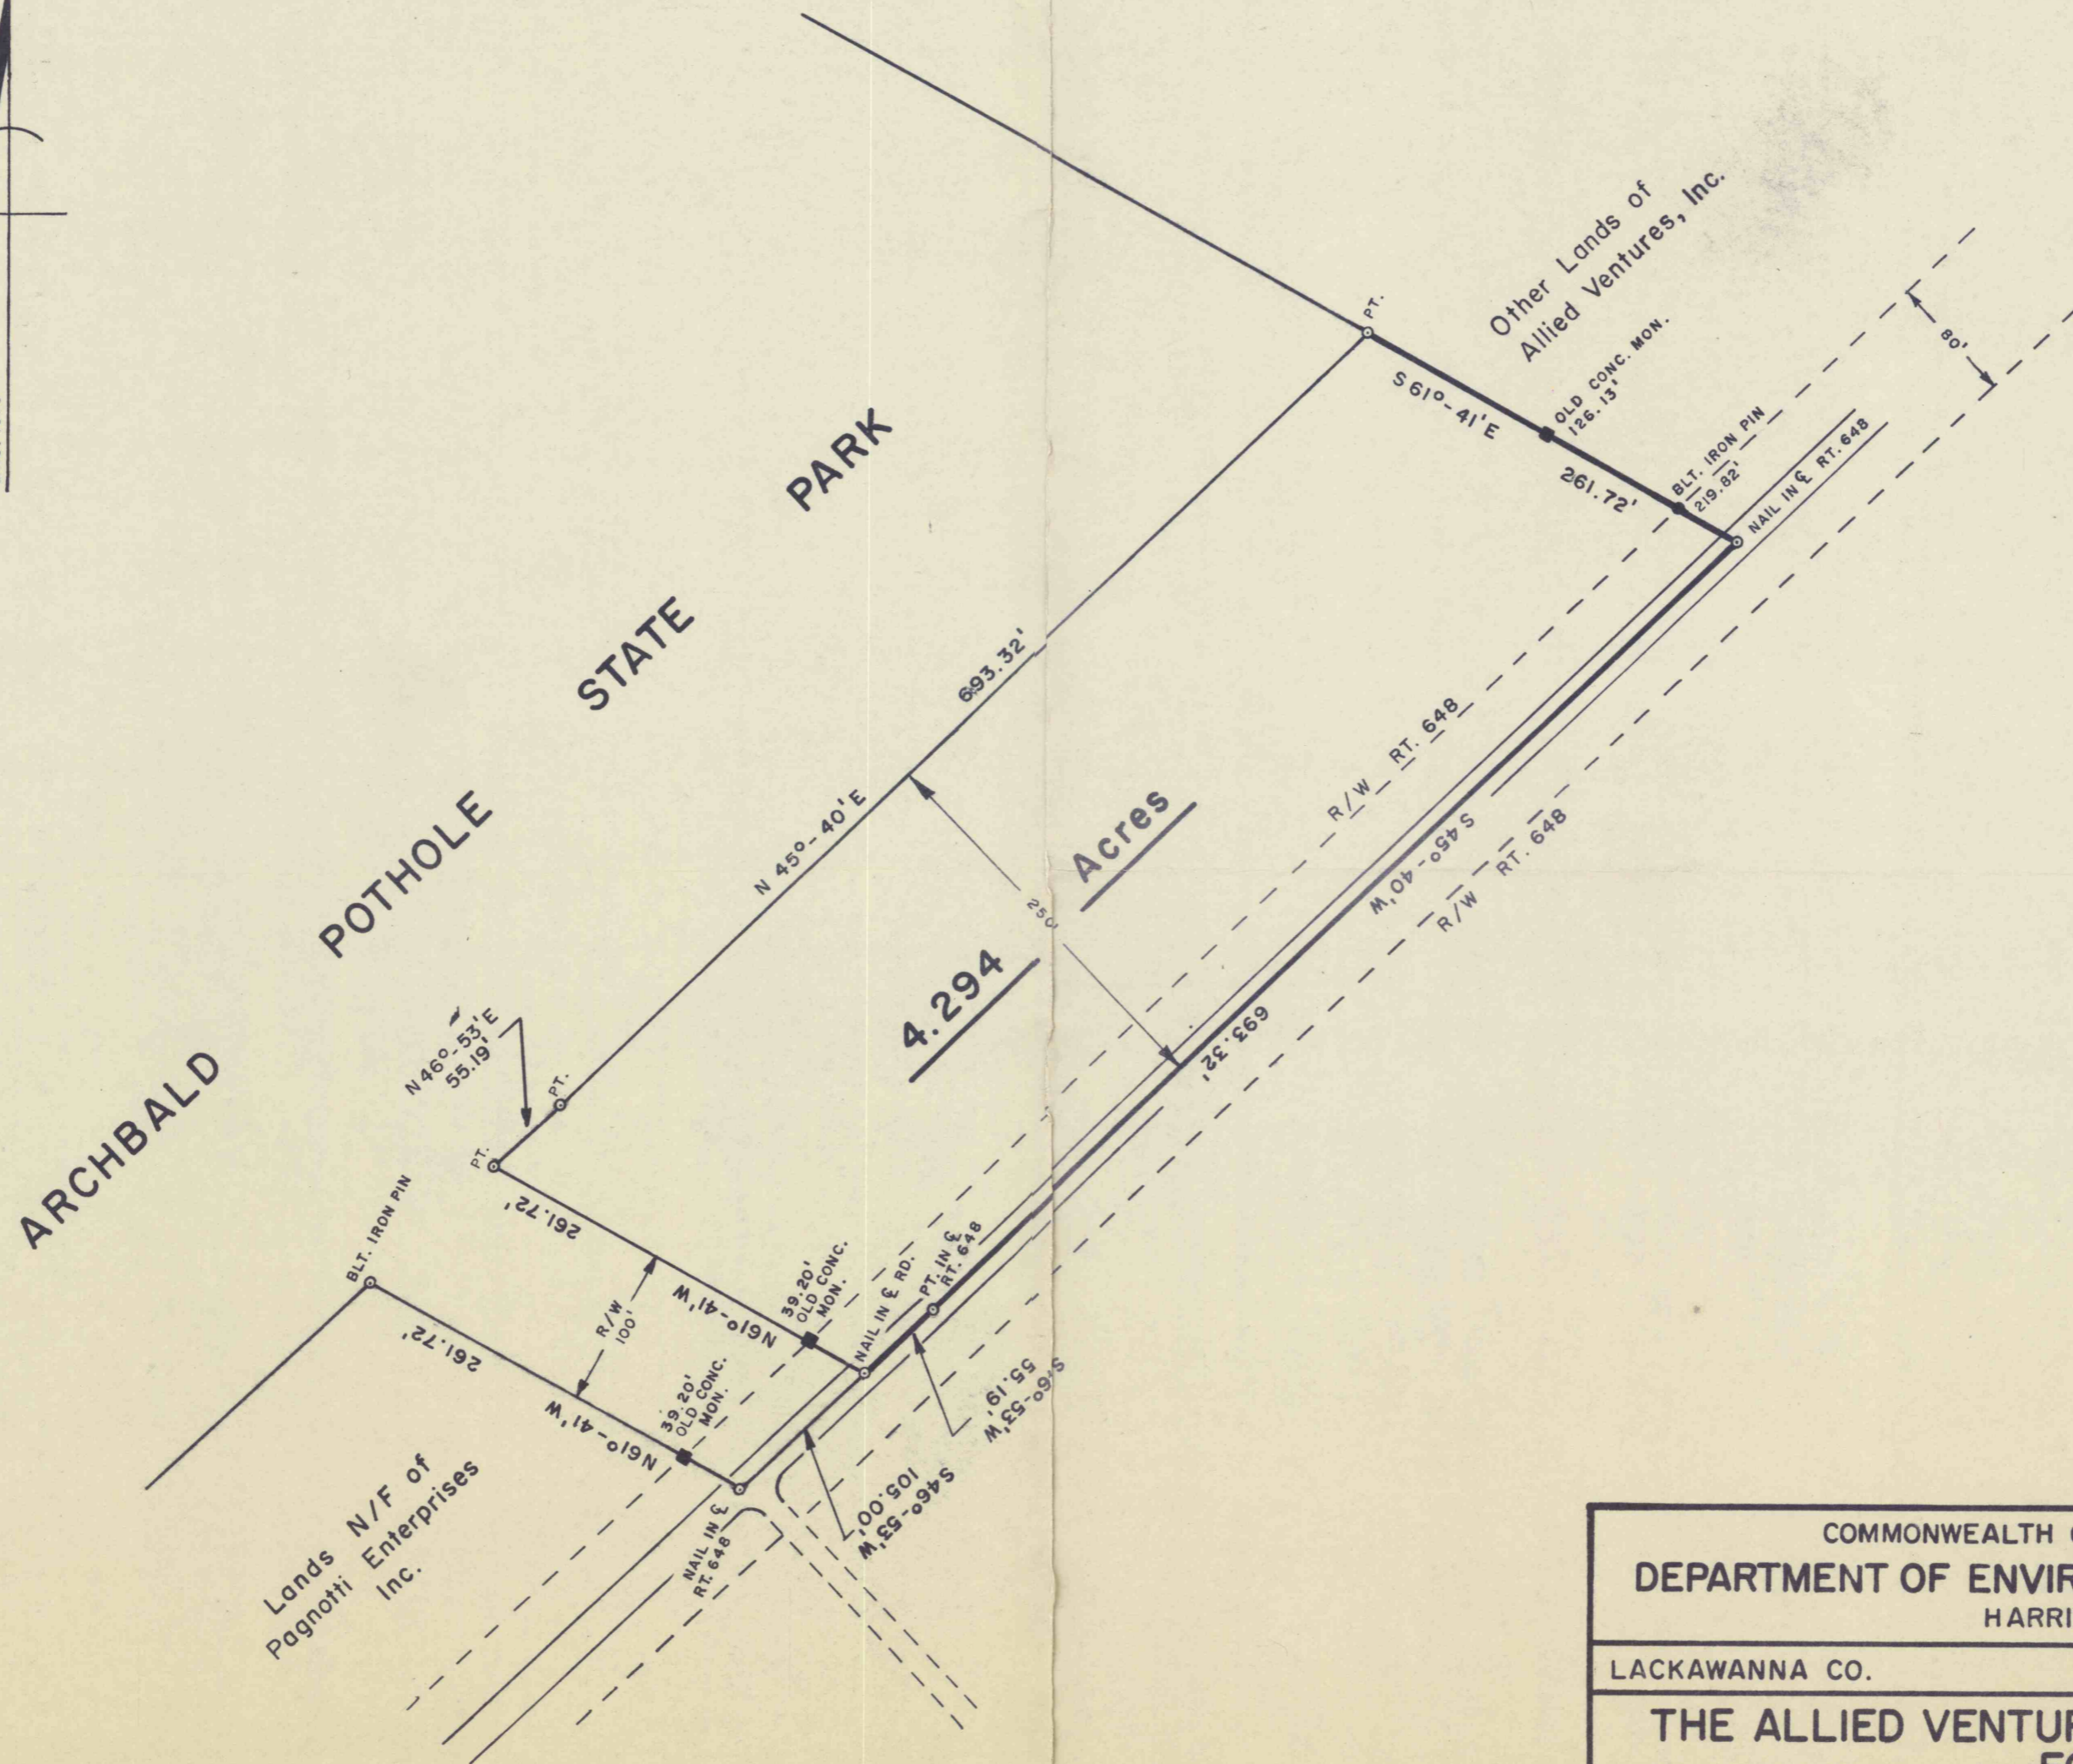 Other Lands of
Allied Ventures, Inc.
PT.
OLD CONC. MON.
126.13'
S 61°-41'E
261.72'
BLT. IRON PIN
219.82'
NAIL IN ℄ RT. 648
80'
ARCHBALD POTHOLE STATE PARK
693.32'
N 45°-40'E
250'
4.294 Acres
R/W RT. 648
S 45°-40'W
R/W RT. 648
693.32'
N 46°-53'E
55.19'
PT.
PT.
BLT. IRON PIN
261.72'
N 61°-41'W
39.20'
OLD CONC.
MON.
NAIL IN ℄ RD.
PT. IN ℄
RT. 648
R/W
100'
261.72'
N 61°-41'W
39.20'
OLD CONC.
MON.
S 46°-53'W
55.19'
S 46°-53'W
105.00'
NAIL IN ℄
RT. 648
Lands N/F of
Pagnotti Enterprises
Inc.
COMMONWEALTH
DEPARTMENT OF ENVIR
HARRI
LACKAWANNA CO.
THE ALLIED VENTUR